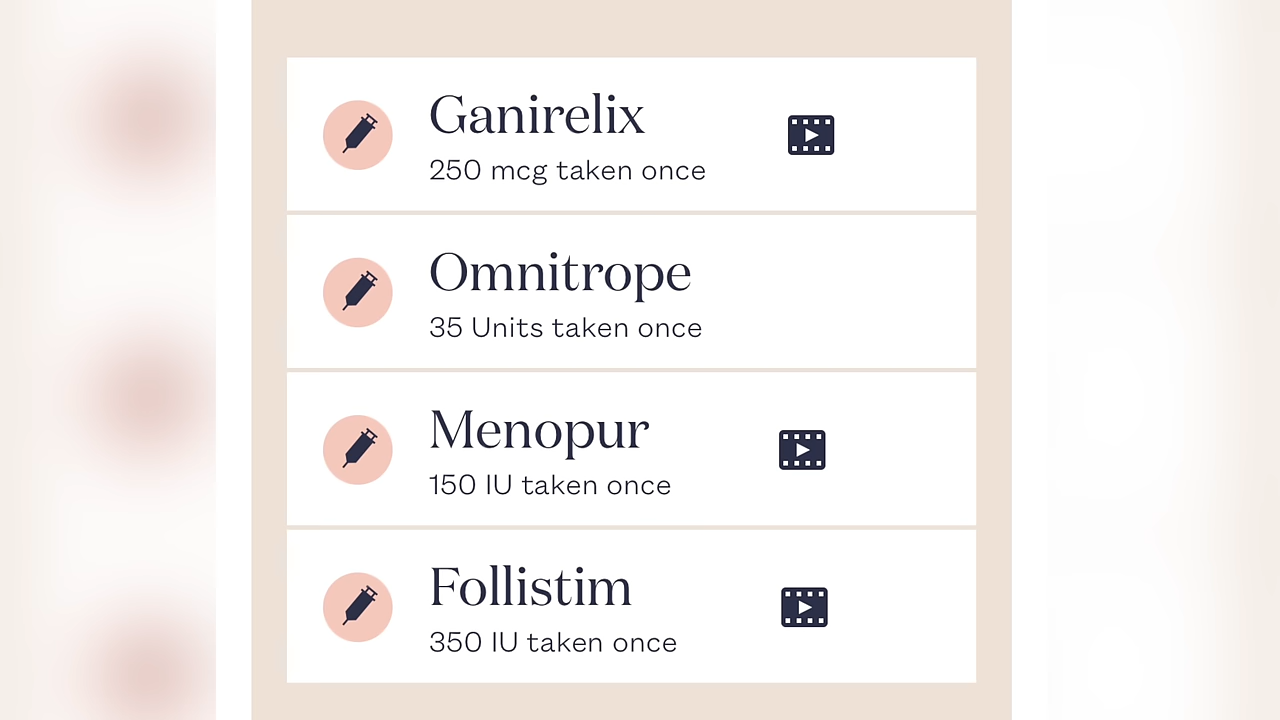 Ganirelix
250 mcg taken once
Omnitrope
35 Units taken once
Menopur
150 IU taken once
Follistim
350 IU taken once